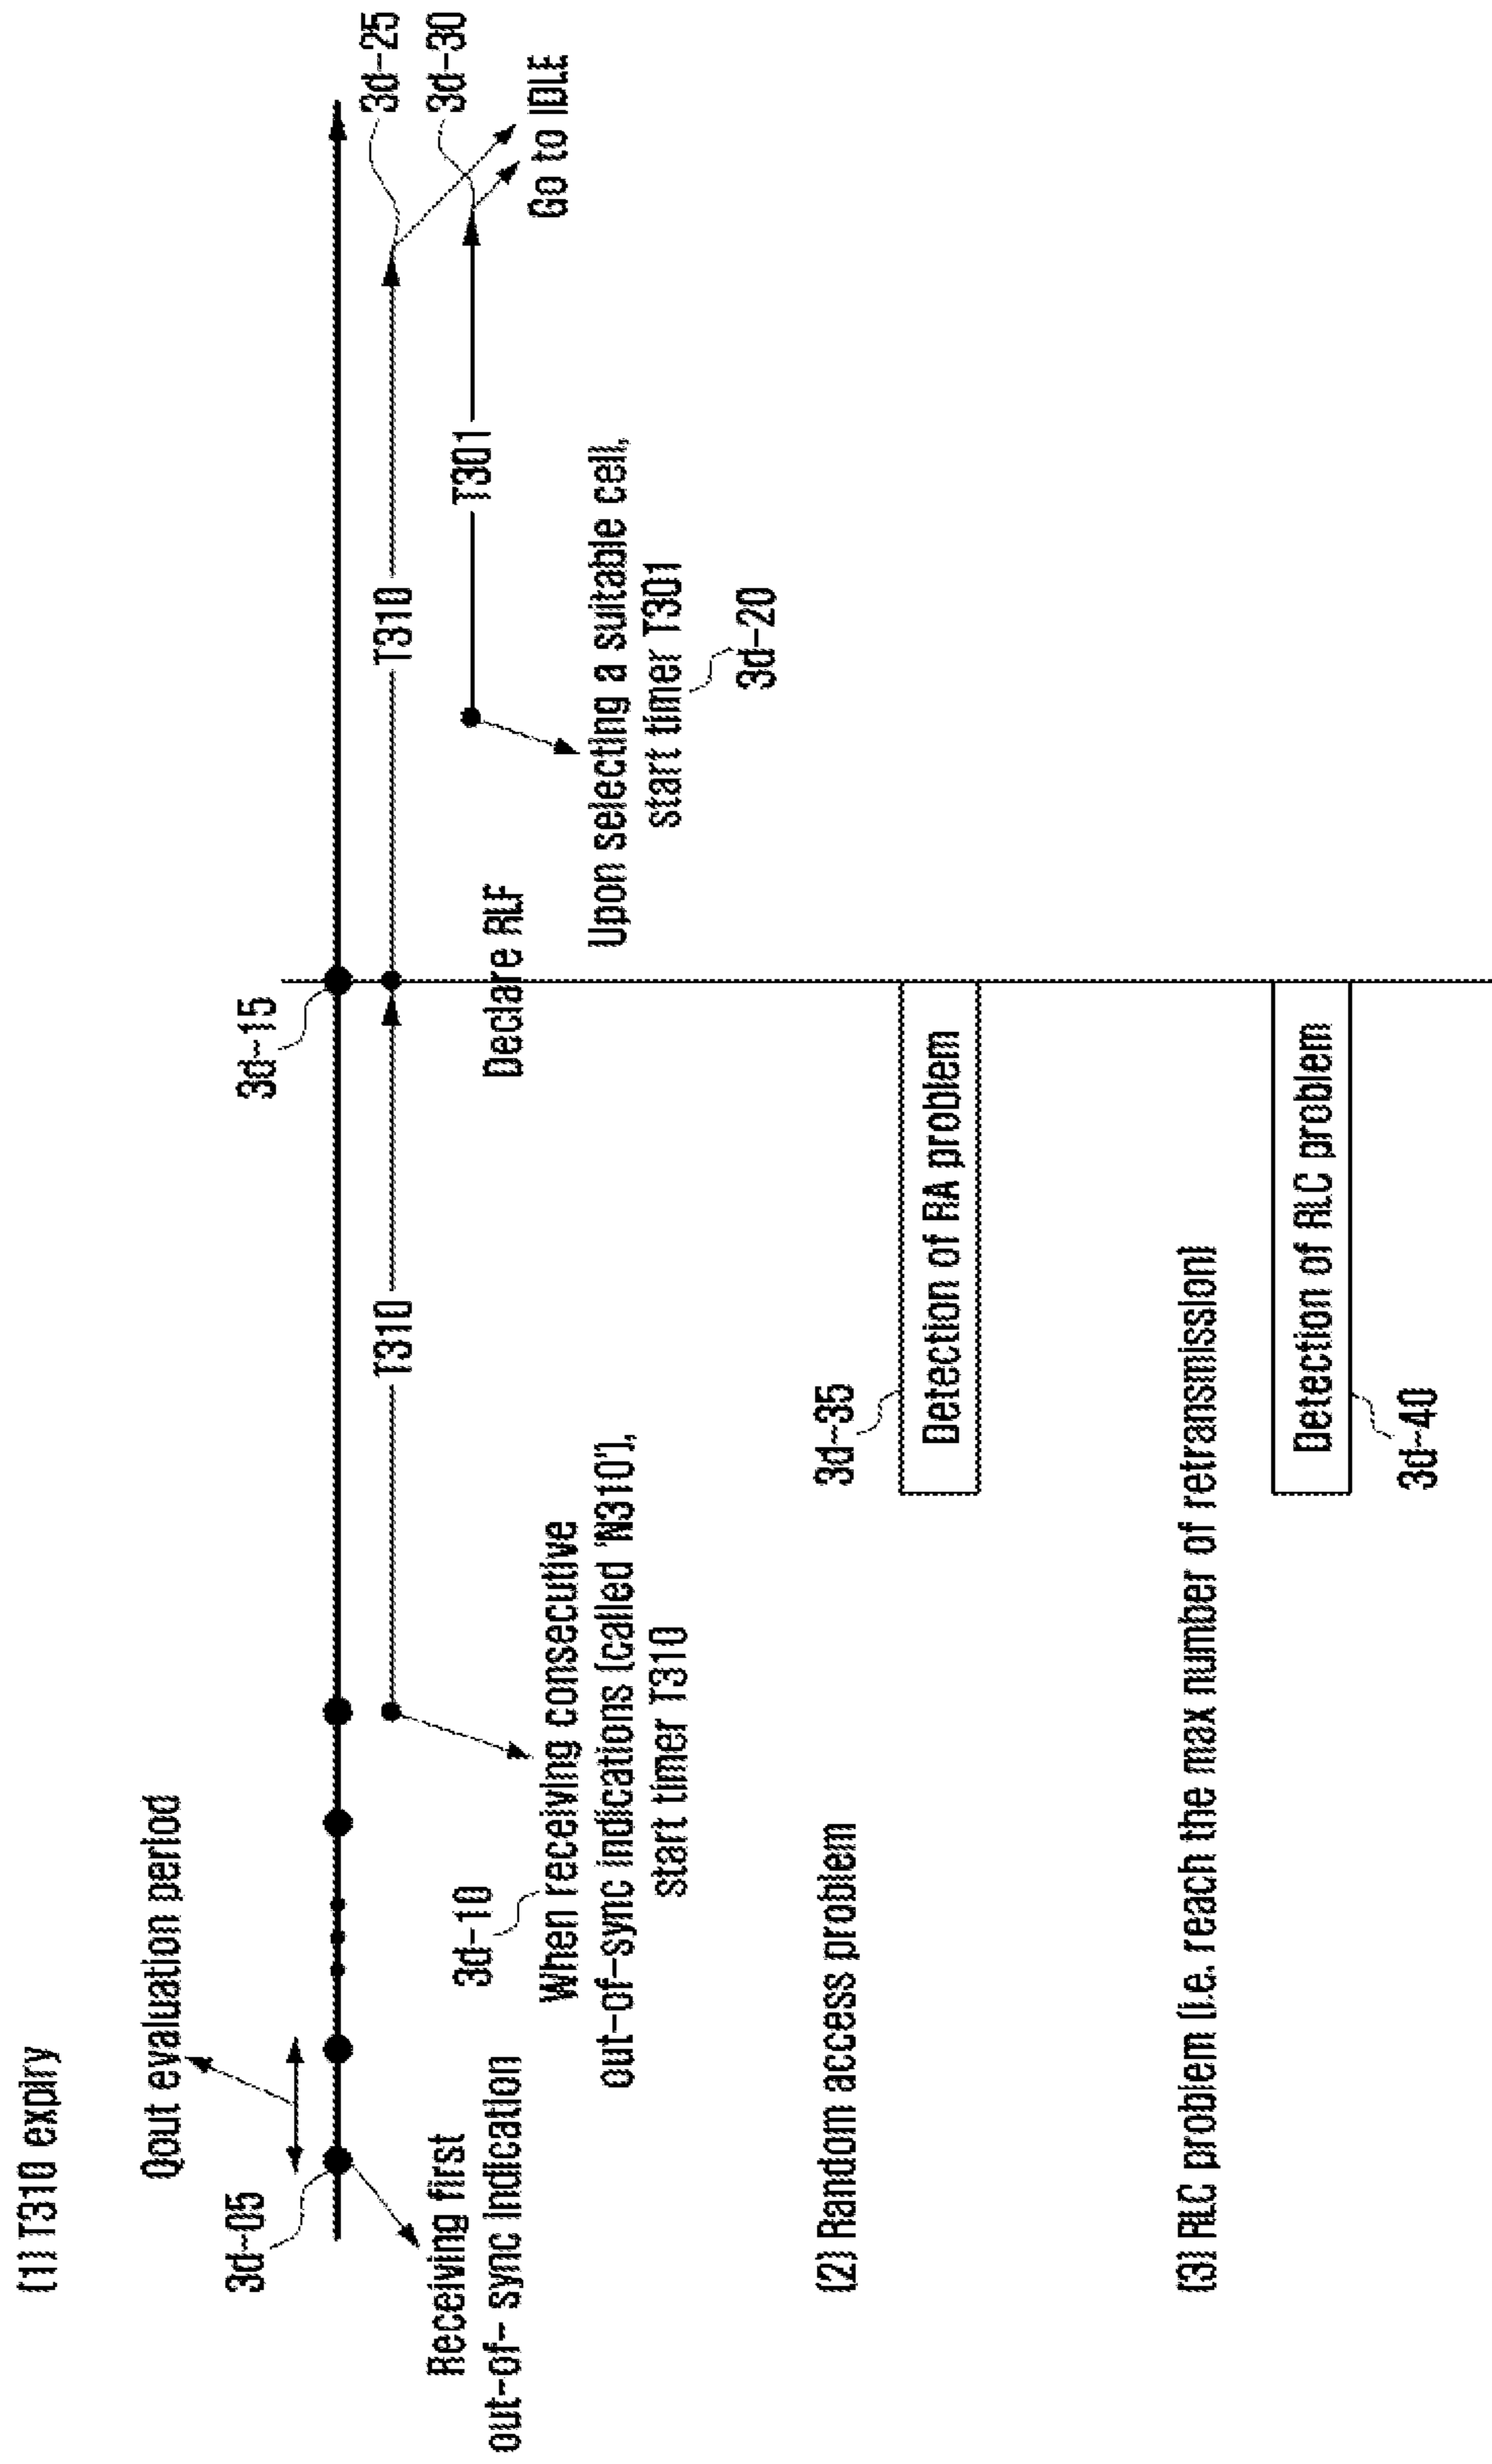 (1) T310 expiry
Qout evaluation period
3d-05
3d-15
Receiving first
out-of- sync indication
3d-10
When receiving consecutive
out-of-sync indications (called 'N310'),
start timer T310
T310
Declare RLF
T310
T301
Upon selecting a suitable cell,
start timer T301
3d-20
3d-25
3d-30
Go to IDLE
(2) Random access problem
3d-35
Detection of RA problem
(3) RLC problem (i.e. reach the max number of retransmission)
Detection of RLC problem
3d-40